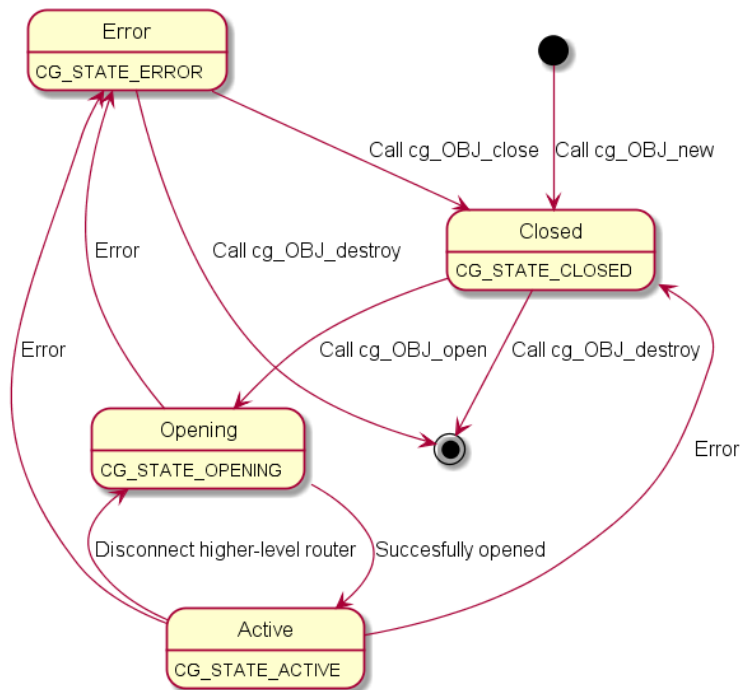 Error
CG_STATE_ERROR
Call cg_OBJ_close
Call cg_OBJ_new
Closed
CG_STATE_CLOSED
Error
Call cg_OBJ_destroy
Error
Call cg_OBJ_open
Call cg_OBJ_destroy
Opening
CG_STATE_OPENING
Error
Disconnect higher-level router
Succesfully opened
Active
CG_STATE_ACTIVE